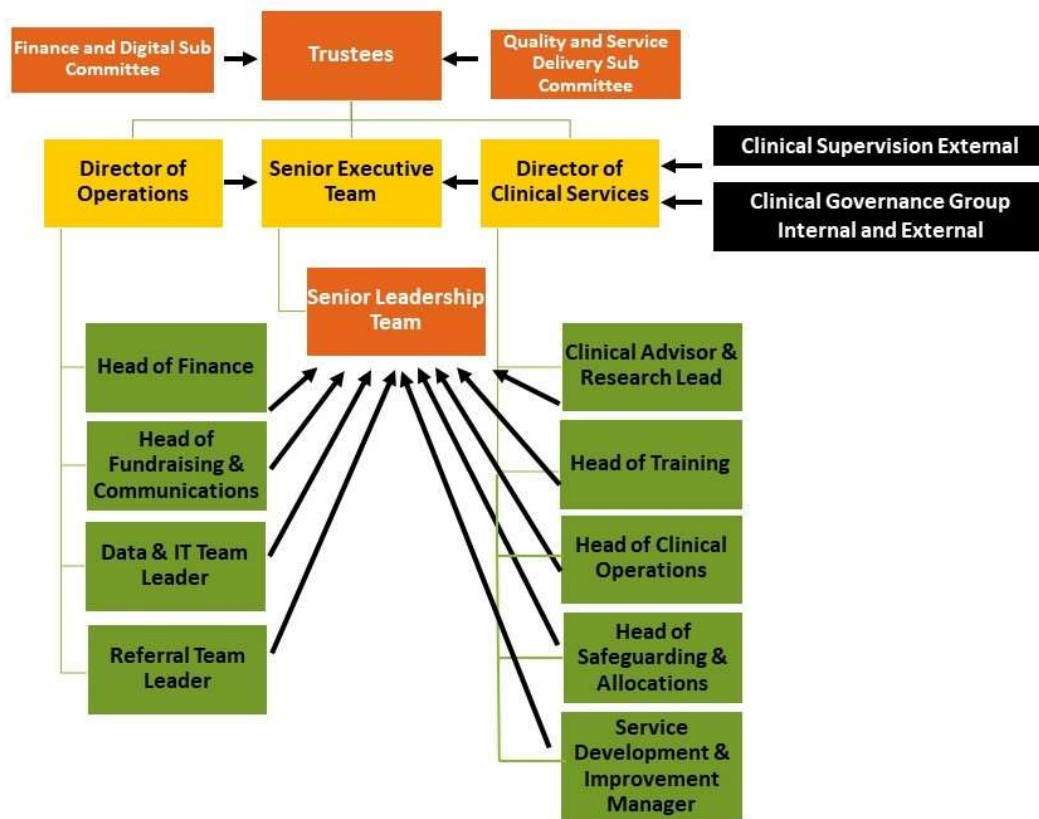 Finance and Digital Sub
Committee
Trustees
Quality and Service
Delivery Sub
Committee
Director of
Operations
Senior Executive
Team
Director of
Clinical Services
Clinical Supervision External
Clinical Governance Group
Internal and External
Senior Leadership
Team
Head of Finance
Head of
Fundraising &
Communications
Data & IT Team
Leader
Referral Team
Leader
Clinical Advisor &
Research Lead
Head of Training
Head of Clinical
Operations
Head of
Safeguarding &
Allocations
Service
Development &
Improvement
Manager